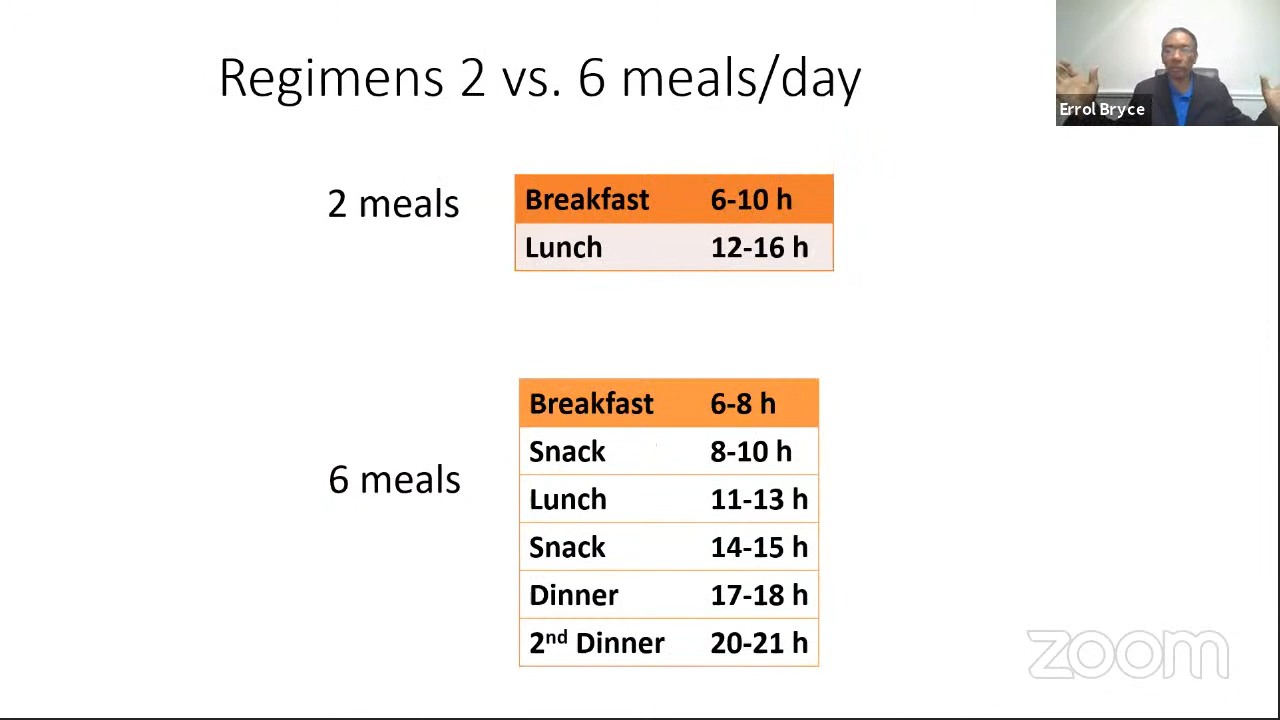 Regimens 2 vs. 6 meals/day
Errol Bryce
2 meals
Breakfast 6-10 h
Lunch 12-16 h
6 meals
Breakfast 6-8 h
Snack 8-10 h
Lunch 11-13 h
Snack 14-15 h
Dinner 17-18 h
2nd Dinner 20-21 h
zoom